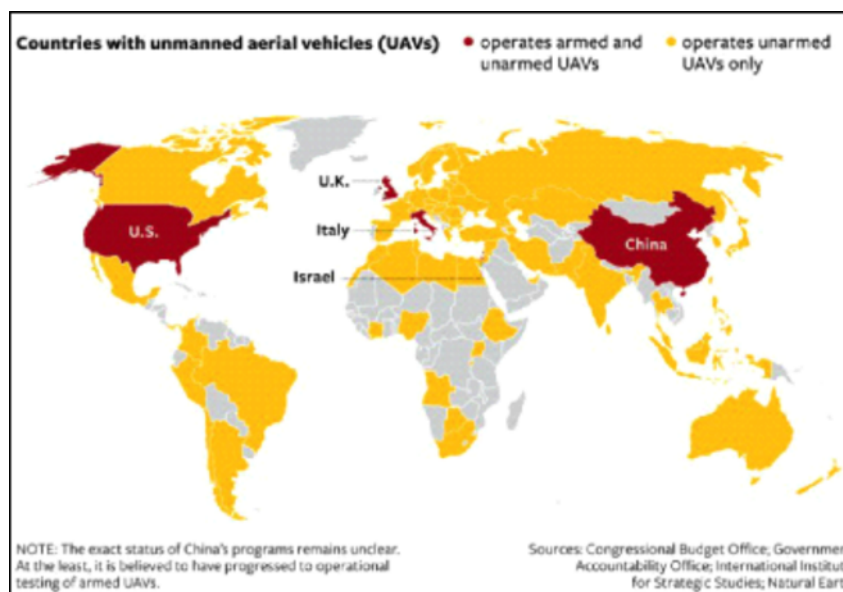 Countries with unmanned aerial vehicles (UAVs)
operates armed and
unarmed UAVs
operates unarmed
UAVs only
U.K.
U.S.
Italy
China
Israel
NOTE: The exact status of China's programs remains unclear.
At the least, it is believed to have progressed to operational
testing of armed UAVs.
Sources: Congressional Budget Office; Governmen
Accountability Office; International Institut
for Strategic Studies; Natural Eart